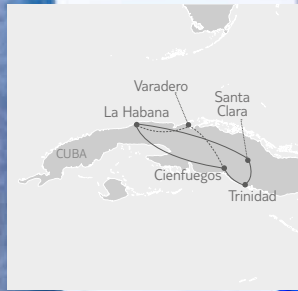 Varadero
Santa
Clara
La Habana
CUBA
Cienfuegos
Trinidad